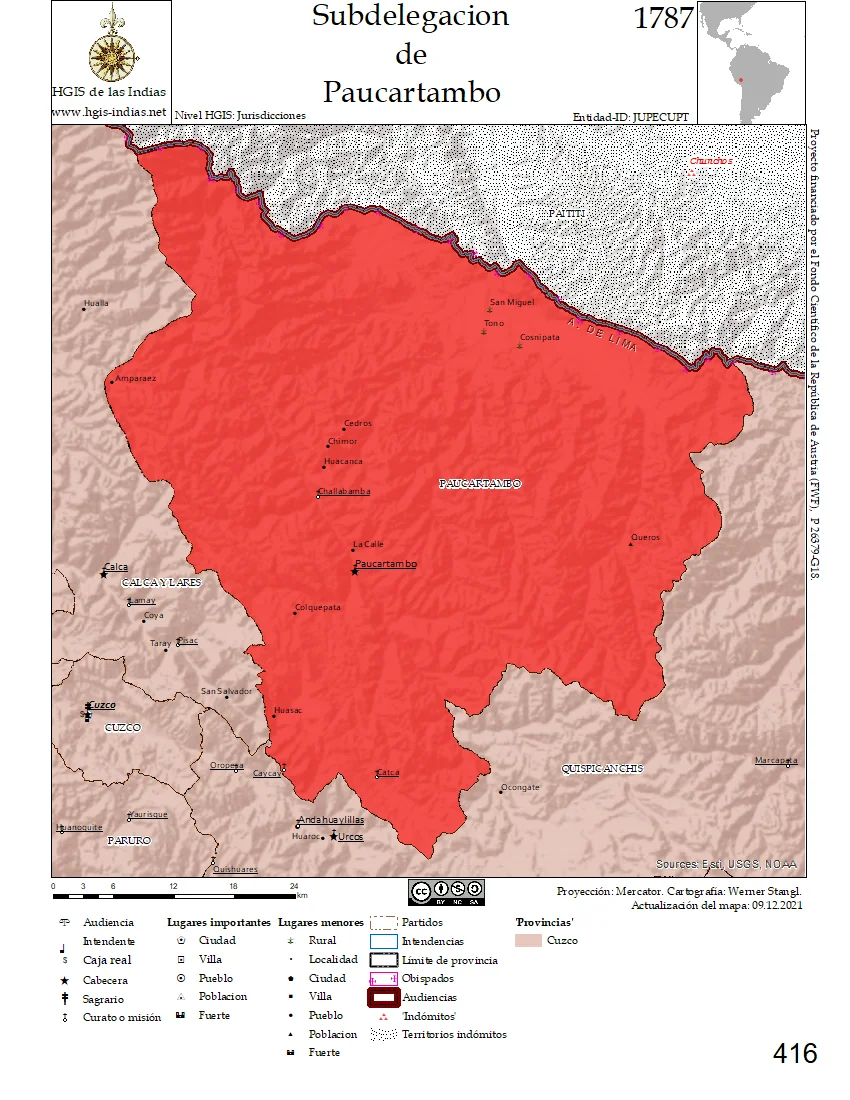 Subdelegacion
de
Paucartambo
1787
HGIS de las Indias
www.hgis-indias.net
Nivel HGIS: Jurisdicciones
Entidad-ID: JUPECUPT
Proyecto financiado por el Fondo Científico de la República de Austria (FWF), P 26379-G18.
Chunchos
PAITITI
Hualla
San Miguel
Tono
Cosnipata
A. DE LIMA
Amparaez
Cedros
Chimor
Huacanca
Challabamba
PAUCARTAMBO
Queros
La Calle
Paucartambo
Calca
CALCA Y LARES
Lamay
Coya
Colquepata
Taray
Pisac
San Salvador
Cuzco
Huasac
CUZCO
Oropesa
Caycay
Catca
QUISPICANCHIS
Marcapata
Ocongate
Yaurisque
Andahuaylillas
Huanoquite
Huaroc
Urcos
PARURO
Quishuares
Sources: Esri, USGS, NOAA
0 3 6 12 18 24 km
CC BY NC SA
Proyección: Mercator. Cartografía: Werner Stangl.
Actualización del mapa: 09.12.2021
Audiencia
Intendente
Caja real
Cabecera
Sagrario
Curato o misión
Lugares importantes
Ciudad
Villa
Pueblo
Poblacion
Fuerte
Lugares menores
Rural
Localidad
Ciudad
Villa
Pueblo
Poblacion
Fuerte
Partidos
Intendencias
Límite de provincia
Obispados
Audiencias
'Indómitos'
Territorios indómitos
'Provincias'
Cuzco
416